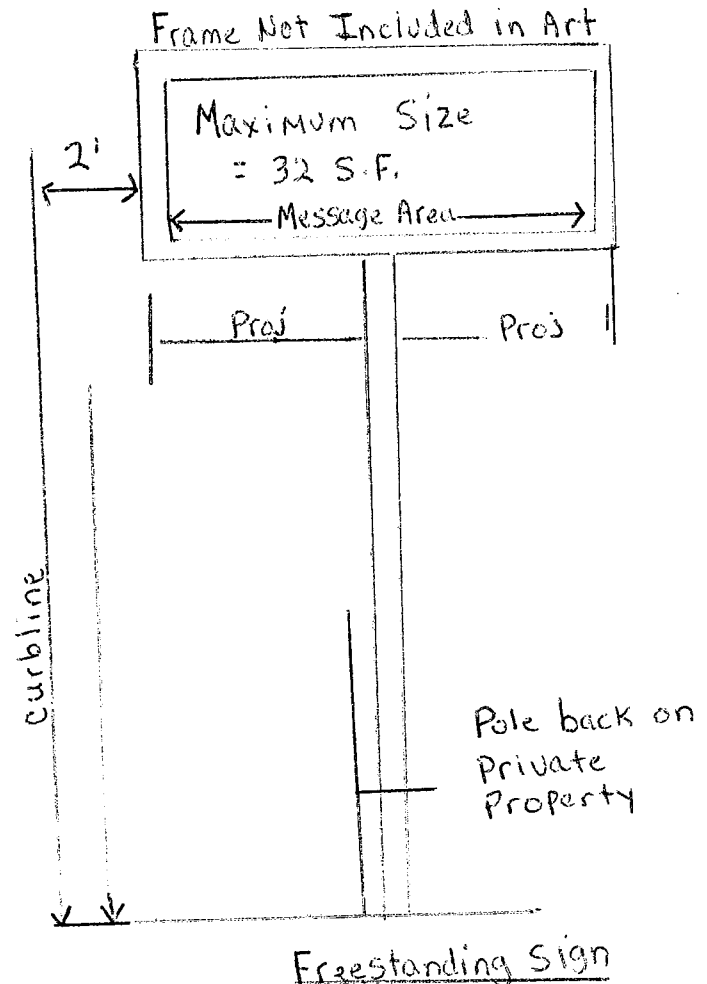 Frame Not Included in Art
Maximum Size
= 32 S.F.
Message Area
2'
Proj
Proj
curbline
Pole back on
Private
Property
Freestanding Sign